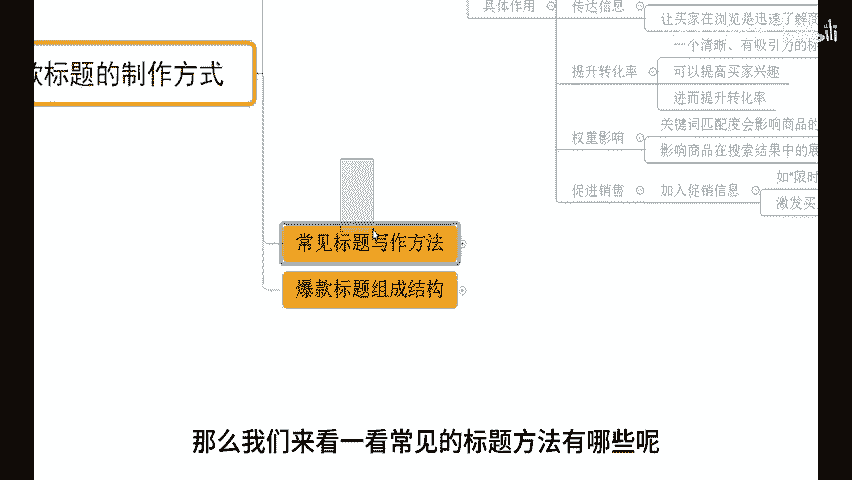 具体作用
传达信息
让买家在浏览是迅速了解商
一个清晰、有吸引力的标
提升转化率
可以提高买家兴趣
进而提升转化率
款标题的制作方式
权重影响
关键词匹配度会影响商品的
影响商品在搜索结果中的展
促进销售
加入促销信息
如"限时
激发买
常见标题写作方法
爆款标题组成结构
那么我们来看一看常见的标题方法有哪些呢